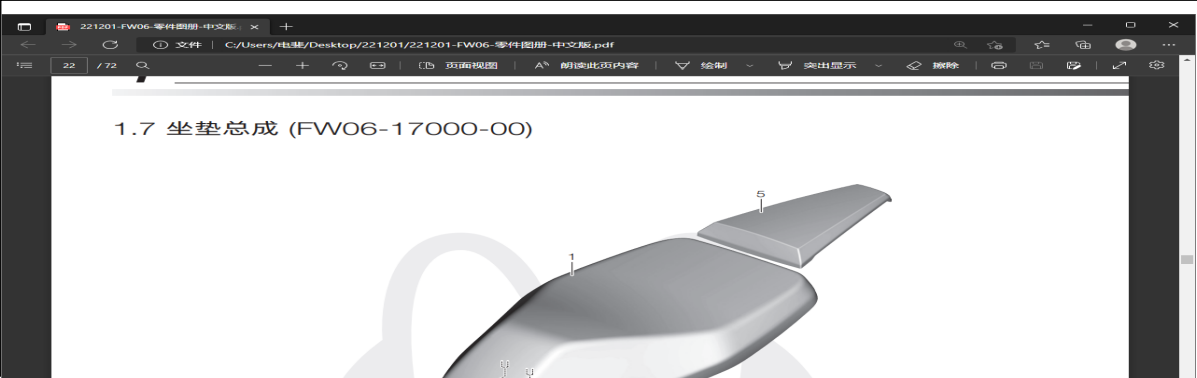 221201-FW06-零件图册-中文版.
文件 | C:/Users/电斐/Desktop/221201/221201-FW06-零件图册-中文版.pdf
22 / 72 页面视图 朗读此页内容 绘制 突出显示 擦除
1.7 坐垫总成 (FW06-17000-00)
5
1